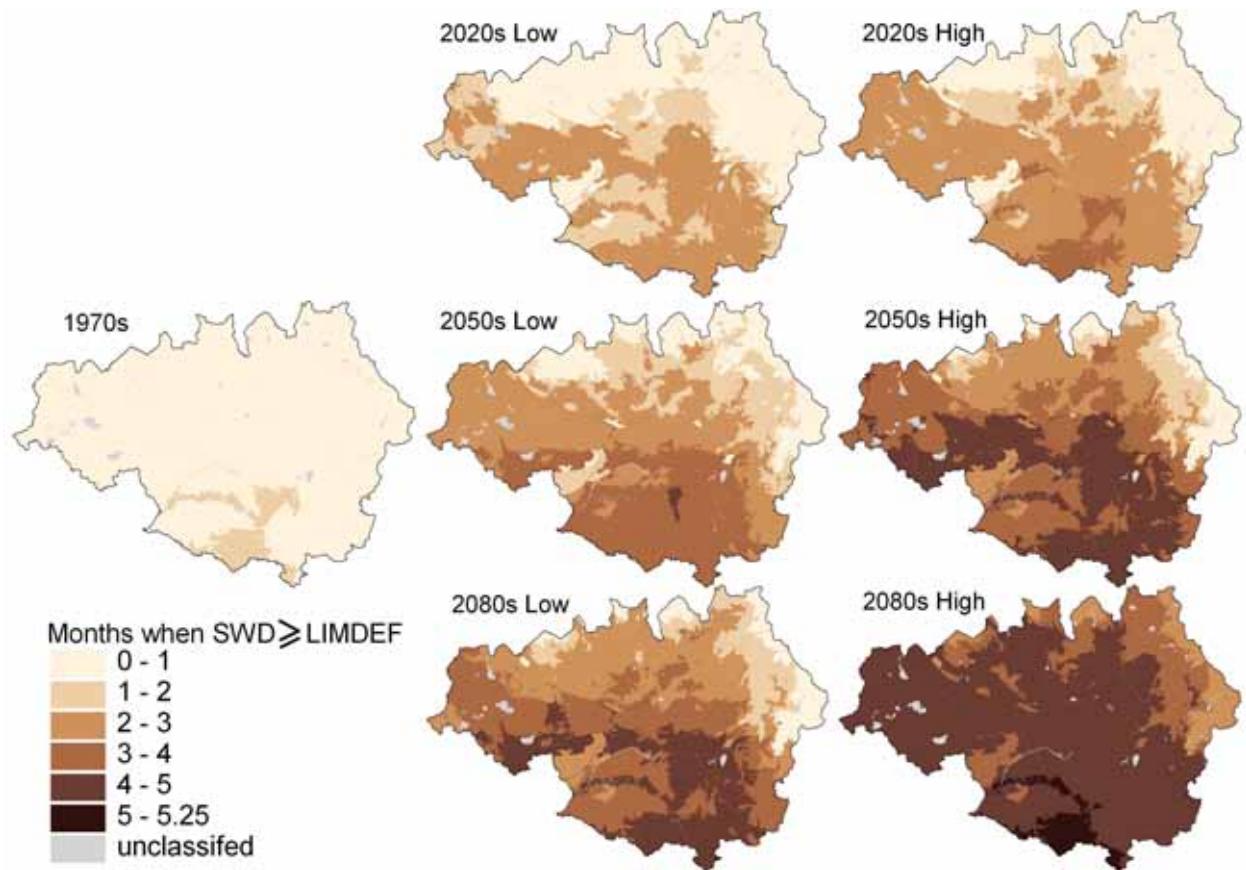 2020s Low
2020s High
1970s
2050s Low
2050s High
2080s Low
2080s High
Months when SWD⩾LIMDEF
0 - 1
1 - 2
2 - 3
3 - 4
4 - 5
5 - 5.25
unclassifed